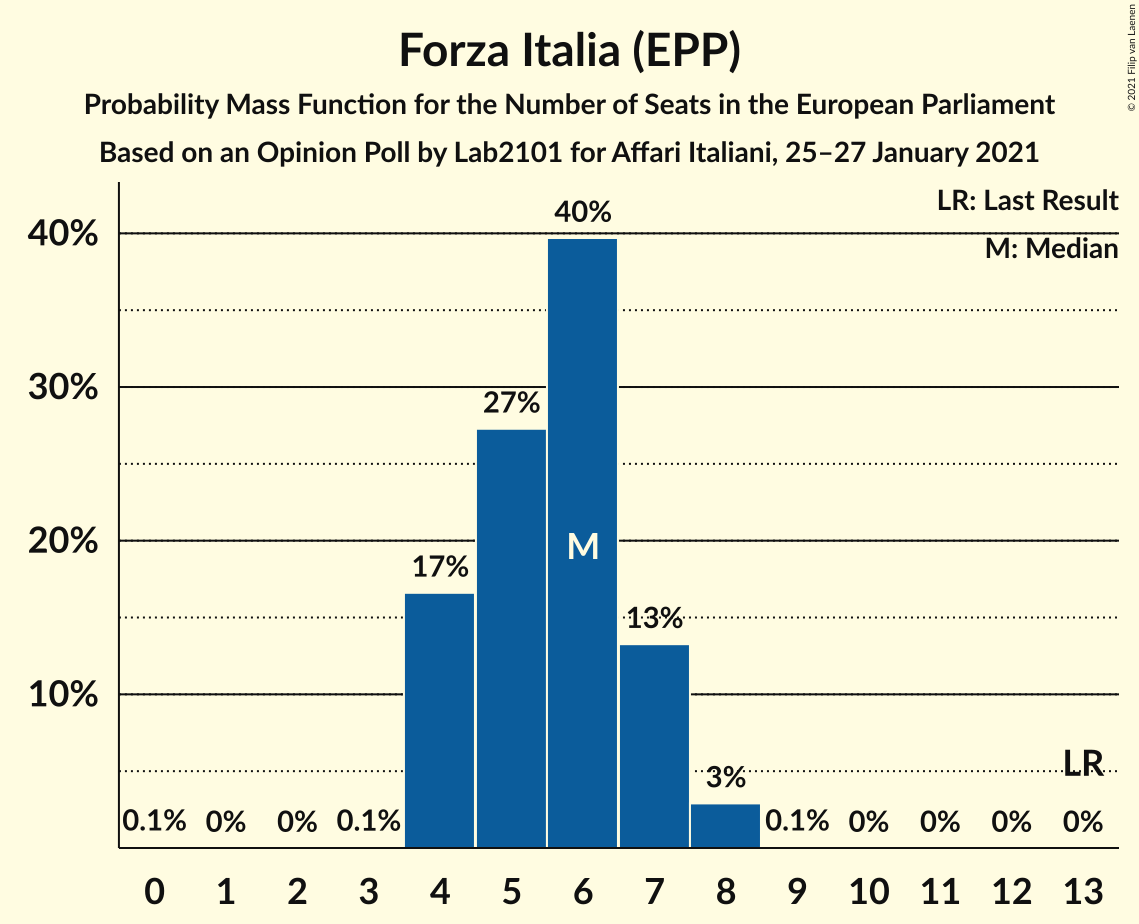 Forza Italia (EPP)
Probability Mass Function for the Number of Seats in the European Parliament
Based on an Opinion Poll by Lab2101 for Affari Italiani, 25–27 January 2021
© 2021 Filip van Laenen
LR: Last Result
M: Median
40%
30%
20%
10%
0.1%
0%
0%
0.1%
17%
27%
40%
M
13%
3%
0.1%
0%
0%
0%
LR
0%
0 1 2 3 4 5 6 7 8 9 10 11 12 13